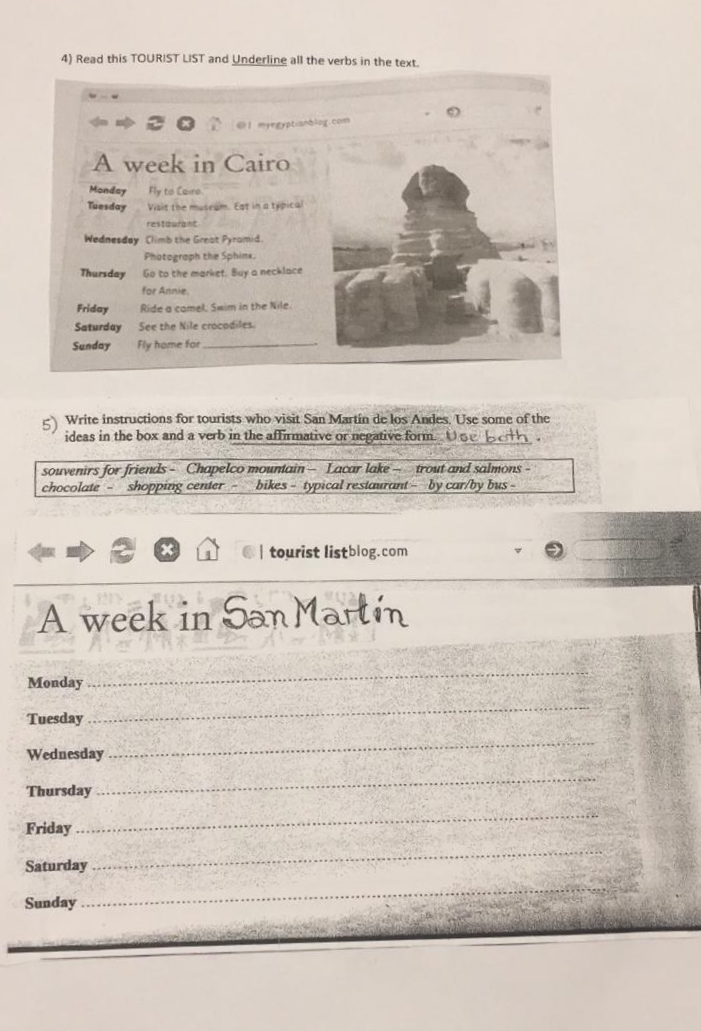 4) Read this TOURIST LIST and Underline all the verbs in the text.
myegyptianblog.com
A week in Cairo
Monday Fly to Cairo.
Tuesday Visit the museum. Eat in a typical
restaurant.
Wednesday Climb the Great Pyramid.
Photograph the Sphinx.
Thursday Go to the market. Buy a necklace
for Annie.
Friday Ride a camel. Swim in the Nile.
Saturday See the Nile crocodiles.
Sunday Fly home for
5) Write instructions for tourists who visit San Martín de los Andes. Use some of the
ideas in the box and a verb in the affirmative or negative form. Use both.
souvenirs for friends - Chapelco mountain - Lacar lake - trout and salmons -
chocolate - shopping center - bikes - typical restaurant - by car/by bus -
tourist listblog.com
A week in San Martín
Monday
Tuesday
Wednesday
Thursday
Friday
Saturday
Sunday